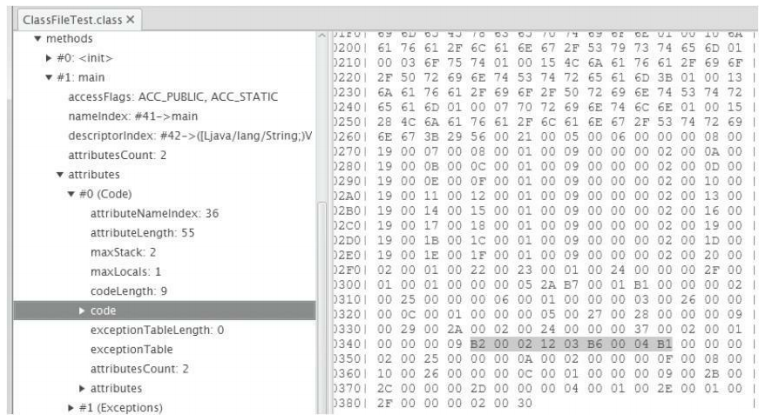 ClassFileTest.class ×
▼ methods
▶ #0: <init>
▼ #1: main
accessFlags: ACC_PUBLIC, ACC_STATIC
nameIndex: #41->main
descriptorIndex: #42->([Ljava/lang/String;)V
attributesCount: 2
▼ attributes
▼ #0 (Code)
attributeNameIndex: 36
attributeLength: 55
maxStack: 2
maxLocals: 1
codeLength: 9
▶ code
exceptionTableLength: 0
exceptionTable
attributesCount: 2
▶ attributes
▶ #1 (Exceptions)
01F0| 69 6D 65 45 78 63 65 70 74 69 6F 6E 01 00 10 6A |
0200| 61 76 61 2F 6C 61 6E 67 2F 53 79 73 74 65 6D 01 |
0210| 00 03 6F 75 74 01 00 15 4C 6A 61 76 61 2F 69 6F |
0220| 2F 50 72 69 6E 74 53 74 72 65 61 6D 3B 01 00 13 |
0230| 6A 61 76 61 2F 69 6F 2F 50 72 69 6E 74 53 74 72 |
0240| 65 61 6D 01 00 07 70 72 69 6E 74 6C 6E 01 00 15 |
0250| 28 4C 6A 61 76 61 2F 6C 61 6E 67 2F 53 74 72 69 |
0260| 6E 67 3B 29 56 00 21 00 05 00 06 00 00 00 08 00 |
0270| 19 00 07 00 08 00 01 00 09 00 00 00 02 00 0A 00 |
0280| 19 00 0B 00 0C 00 01 00 09 00 00 00 02 00 0D 00 |
0290| 19 00 0E 00 0F 00 01 00 09 00 00 00 02 00 10 00 |
02A0| 19 00 11 00 12 00 01 00 09 00 00 00 02 00 13 00 |
02B0| 19 00 14 00 15 00 01 00 09 00 00 00 02 00 16 00 |
02C0| 19 00 17 00 18 00 01 00 09 00 00 00 02 00 19 00 |
02D0| 19 00 1B 00 1C 00 01 00 09 00 00 00 02 00 1D 00 |
02E0| 19 00 1E 00 1F 00 01 00 09 00 00 00 02 00 20 00 |
02F0| 02 00 01 00 22 00 23 00 01 00 24 00 00 00 2F 00 |
0300| 01 00 01 00 00 00 05 2A B7 00 01 B1 00 00 00 02 |
0310| 00 25 00 00 00 06 00 01 00 00 00 03 00 26 00 00 |
0320| 00 0C 00 01 00 00 00 05 00 27 00 28 00 00 00 09 |
0330| 00 29 00 2A 00 02 00 24 00 00 00 37 00 02 00 01 |
0340| 00 00 00 09 B2 00 02 12 03 B6 00 04 B1 00 00 00 |
0350| 02 00 25 00 00 00 0A 00 02 00 00 00 0F 00 08 00 |
0360| 10 00 26 00 00 00 0C 00 01 00 00 00 09 00 2B 00 |
0370| 2C 00 00 00 2D 00 00 00 04 00 01 00 2E 00 01 00 |
0380| 2F 00 00 00 02 00 30 |